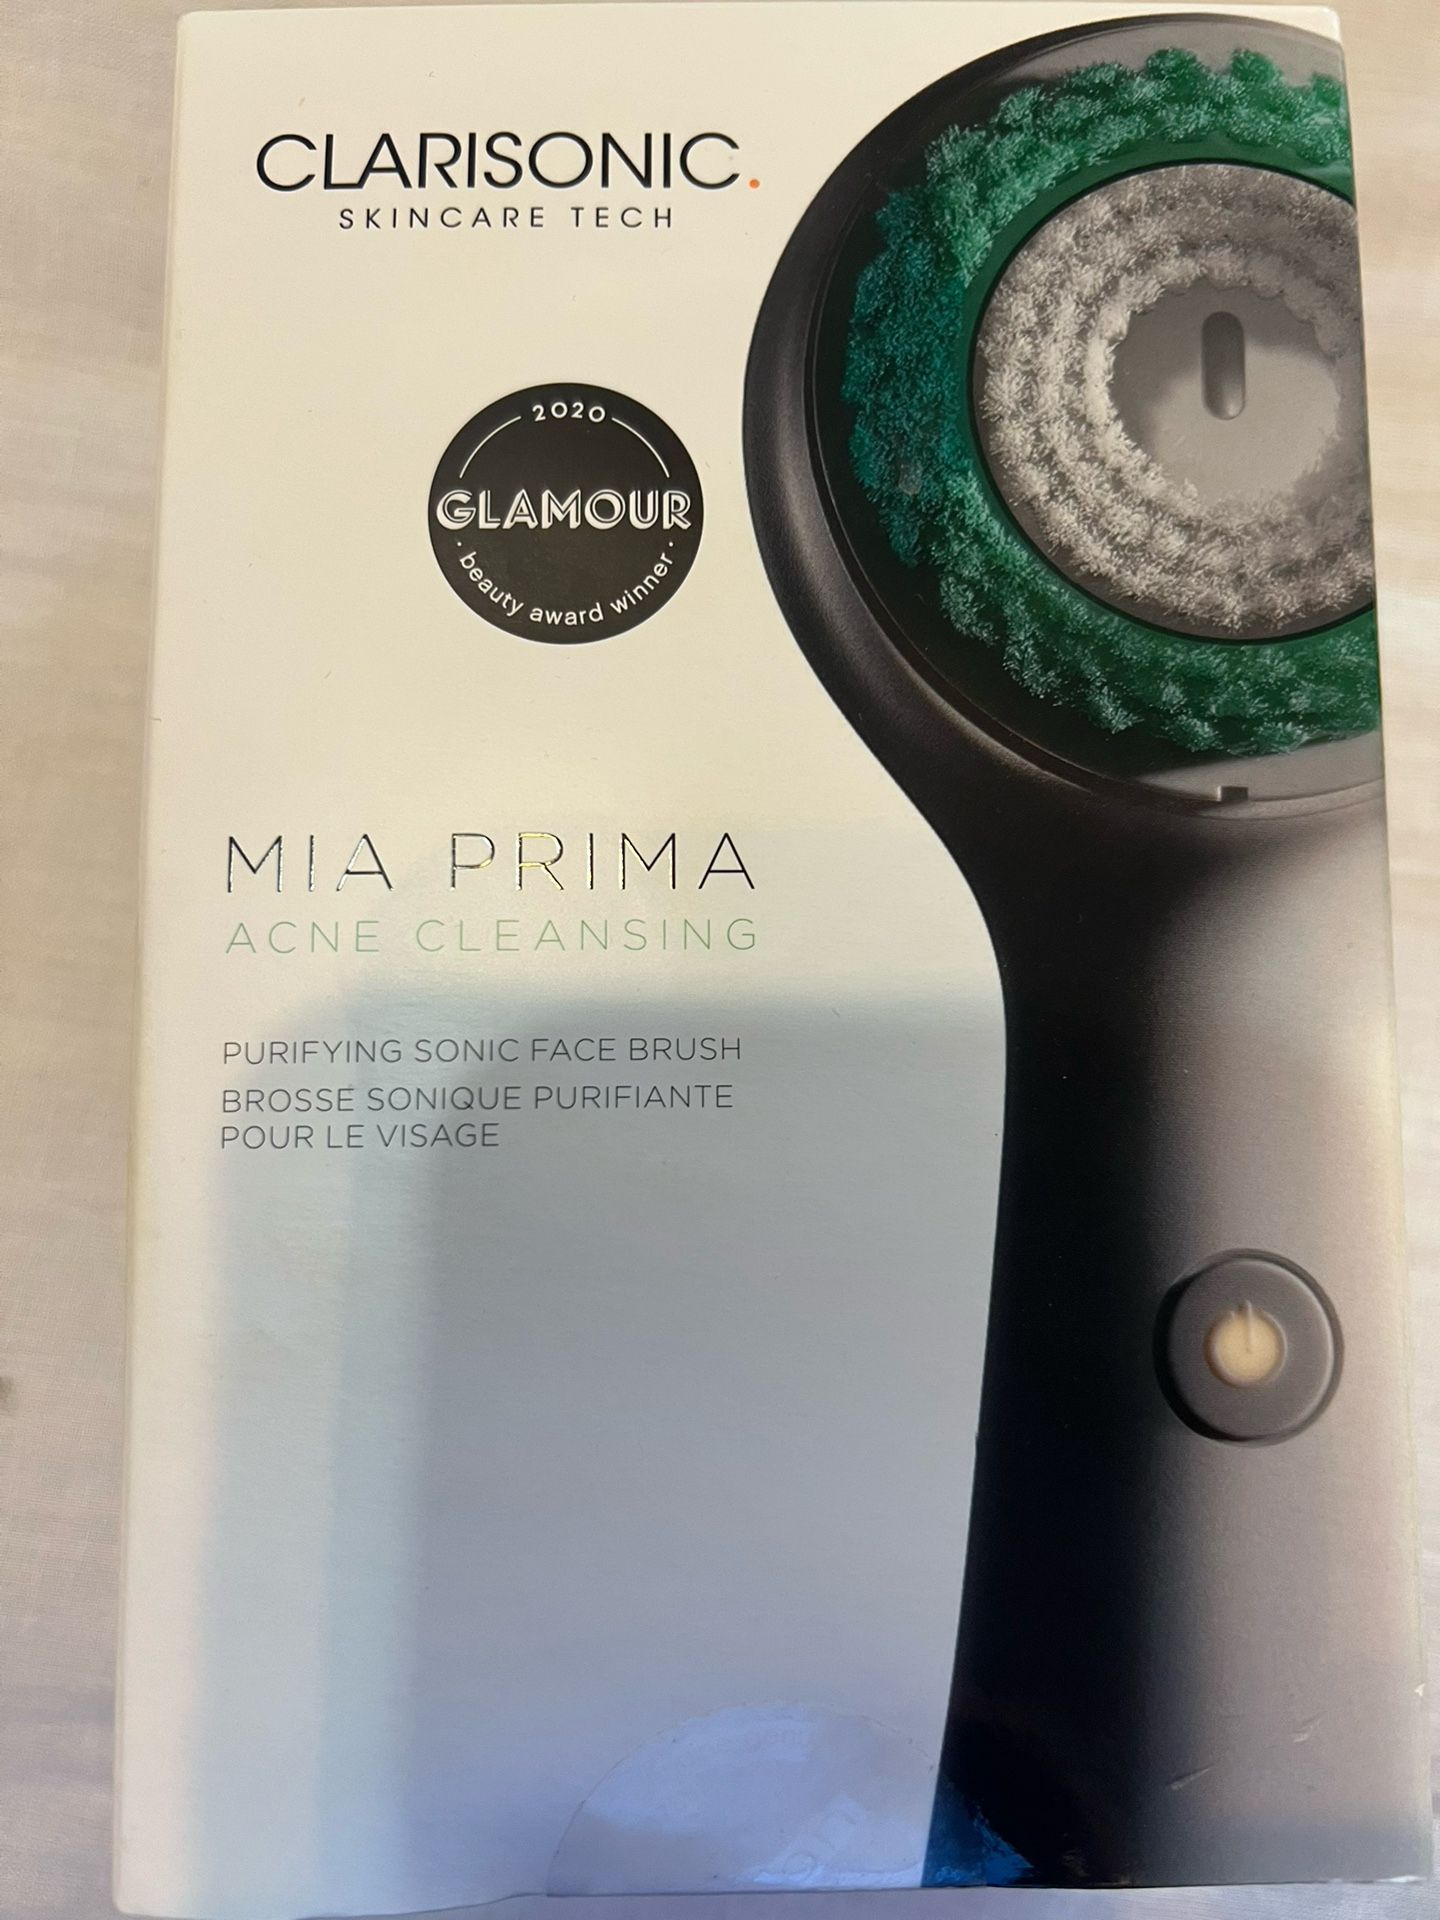 CLARISONIC.
SKINCARE TECH
2020
GLAMOUR
· beauty award winner ·
MIA PRIMA
ACNE CLEANSING
PURIFYING SONIC FACE BRUSH
BROSSE SONIQUE PURIFIANTE
POUR LE VISAGE